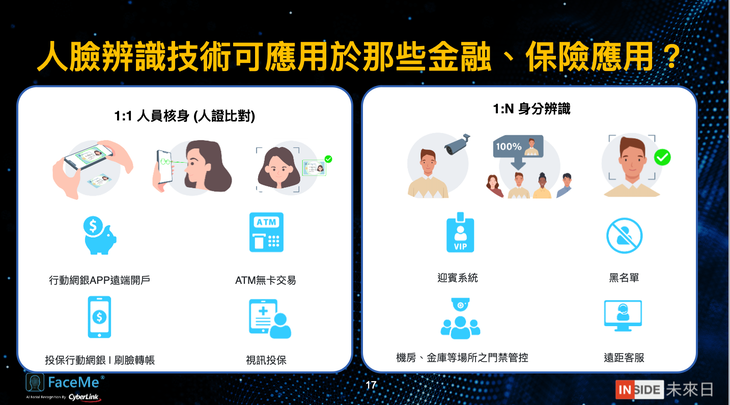 人臉辨識技術可應用於那些金融、保險應用？
1:1 人員核身 (人證比對)
行動網銀APP遠端開戶
ATM
ATM無卡交易
投保行動網銀 I 刷臉轉帳
視訊投保
1:N 身分辨識
100%
VIP
迎賓系統
黑名單
機房、金庫等場所之門禁管控
遠距客服
FaceMe®
AI Facial Recognition By CyberLink
17
INSIDE 未來日